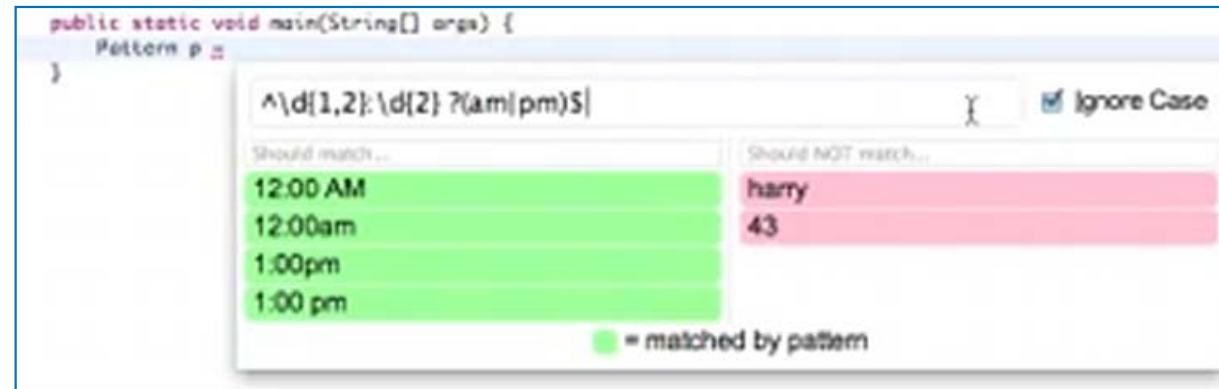 public static void main(String[] args) {
Pattern p =
}
^\d{1,2}:\d{2} ?(am|pm)$
Ignore Case
Should match...
Should NOT match...
12:00 AM
harry
12:00am
43
1:00pm
1:00 pm
= matched by pattern